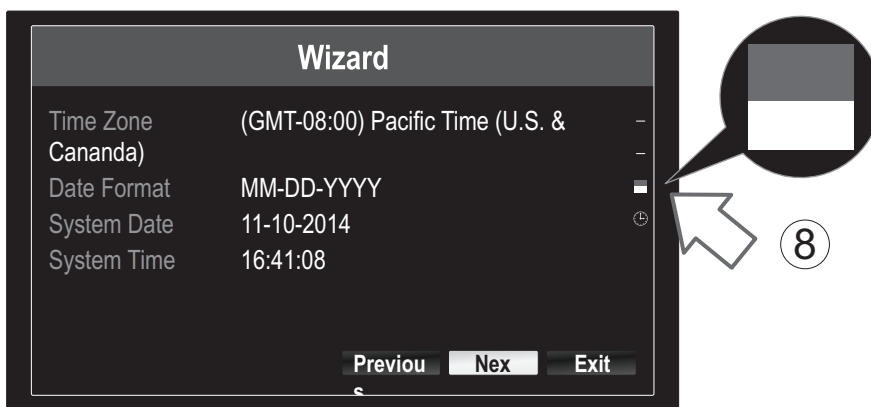 Wizard
Time Zone (GMT-08:00) Pacific Time (U.S. &
Cananda)
Date Format MM-DD-YYYY
System Date 11-10-2014
System Time 16:41:08
Previou Nex Exit
s
8